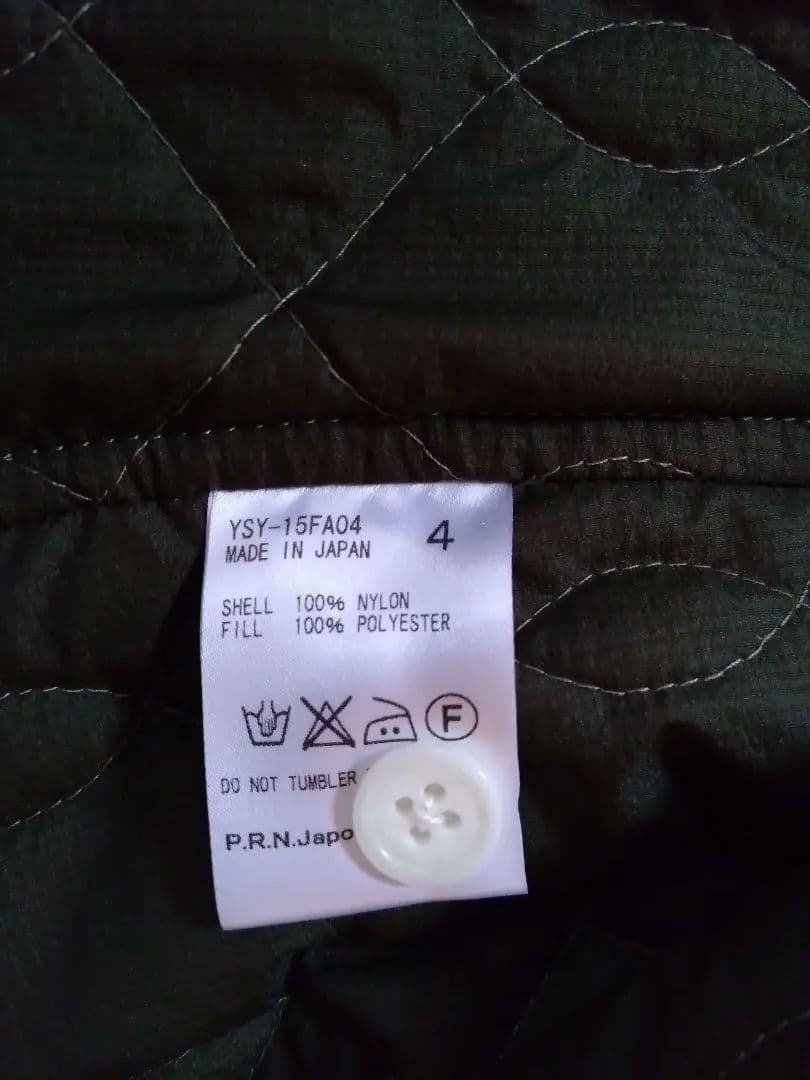 YSY-15FA04 4
MADE IN JAPAN
SHELL 100% NYLON
FILL 100% POLYESTER
F
DO NOT TUMBLER
P.R.N.Japo